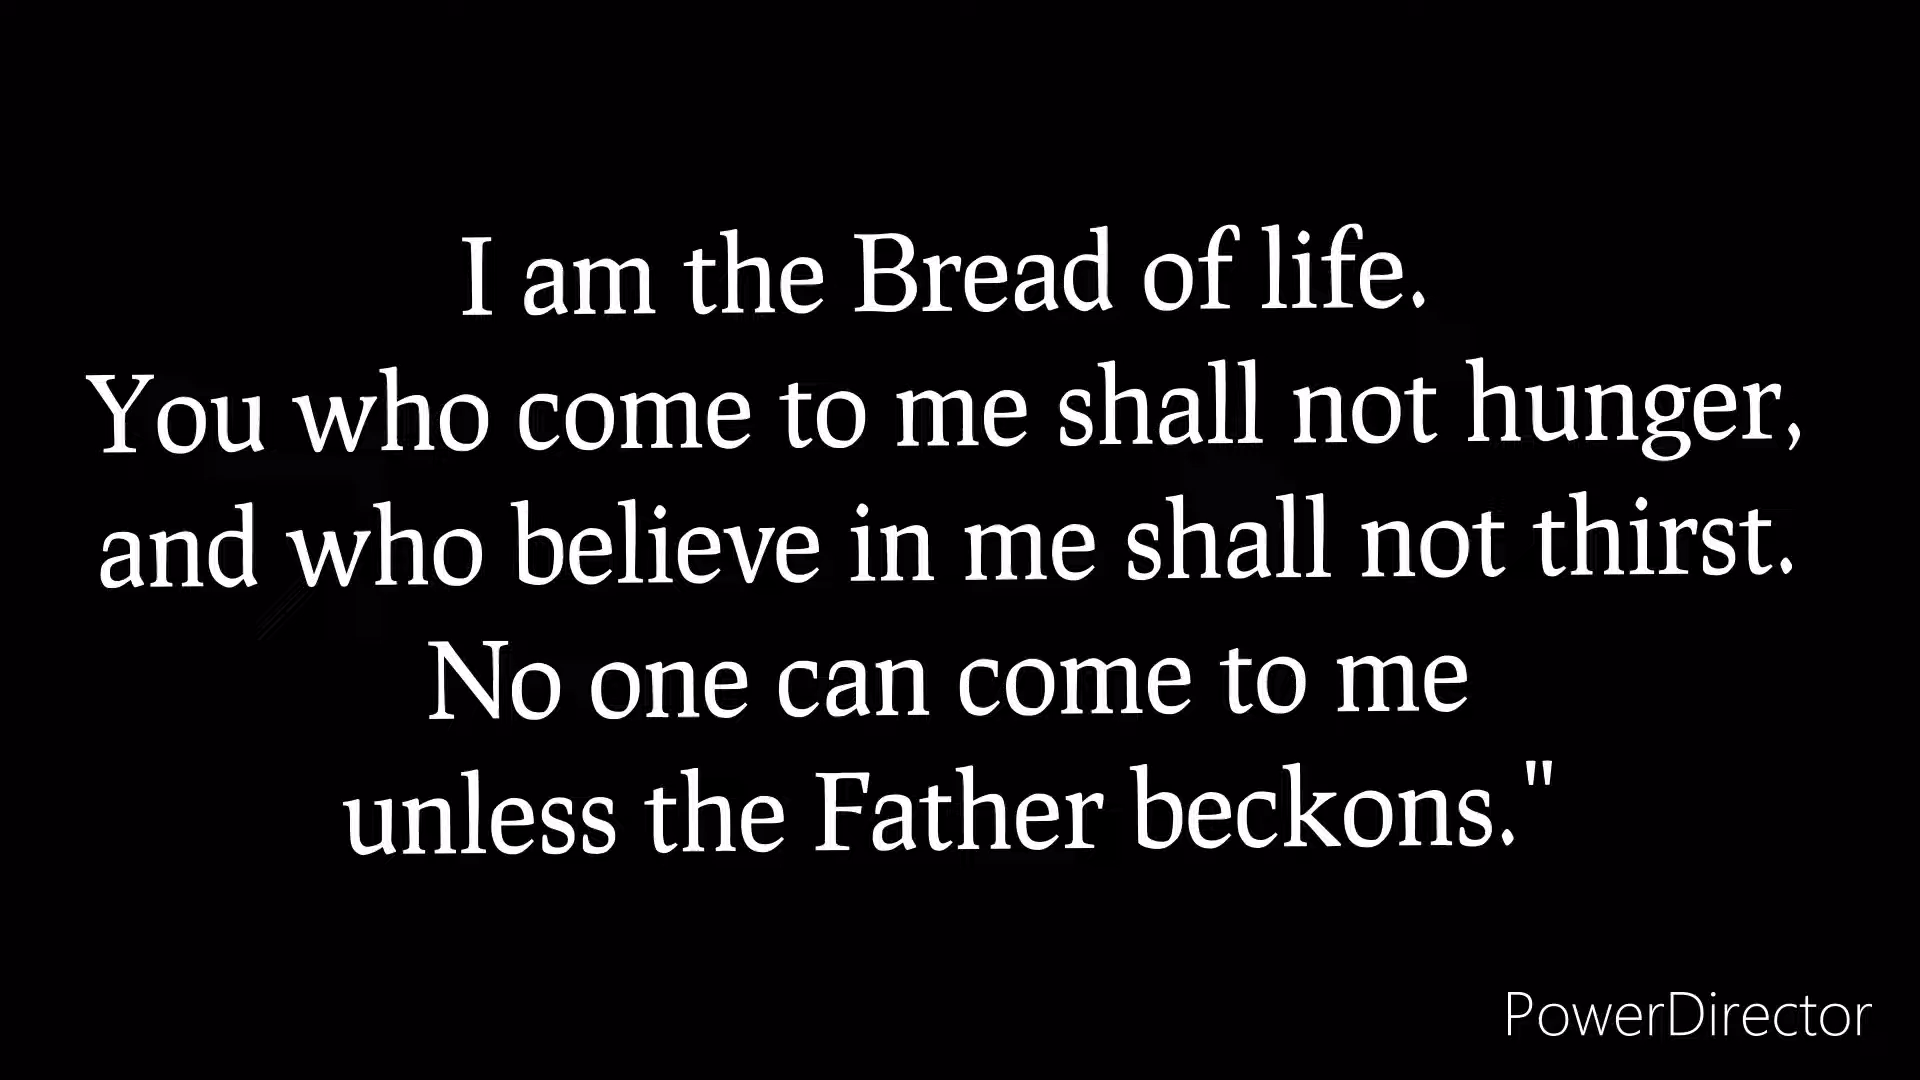 I am the Bread of life.
You who come to me shall not hunger,
and who believe in me shall not thirst.
No one can come to me
unless the Father beckons."
PowerDirector